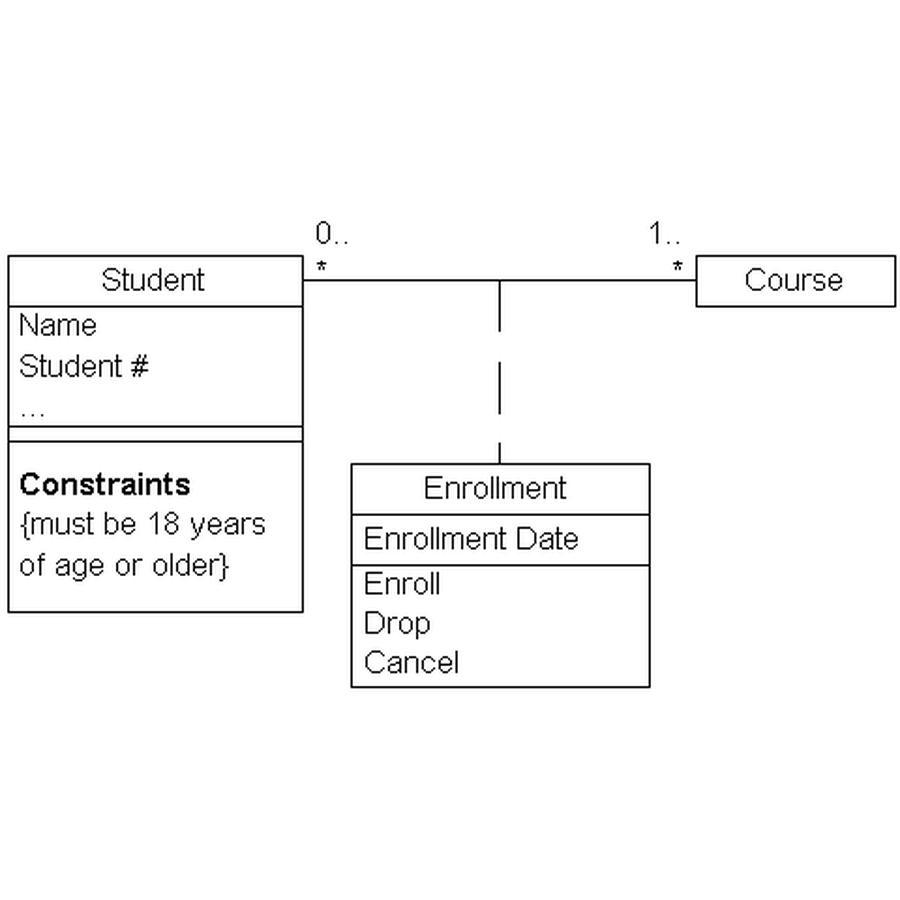 0..
*
1..
*
Student
Name
Student #
...
Constraints
{must be 18 years
of age or older}
Course
Enrollment
Enrollment Date
Enroll
Drop
Cancel